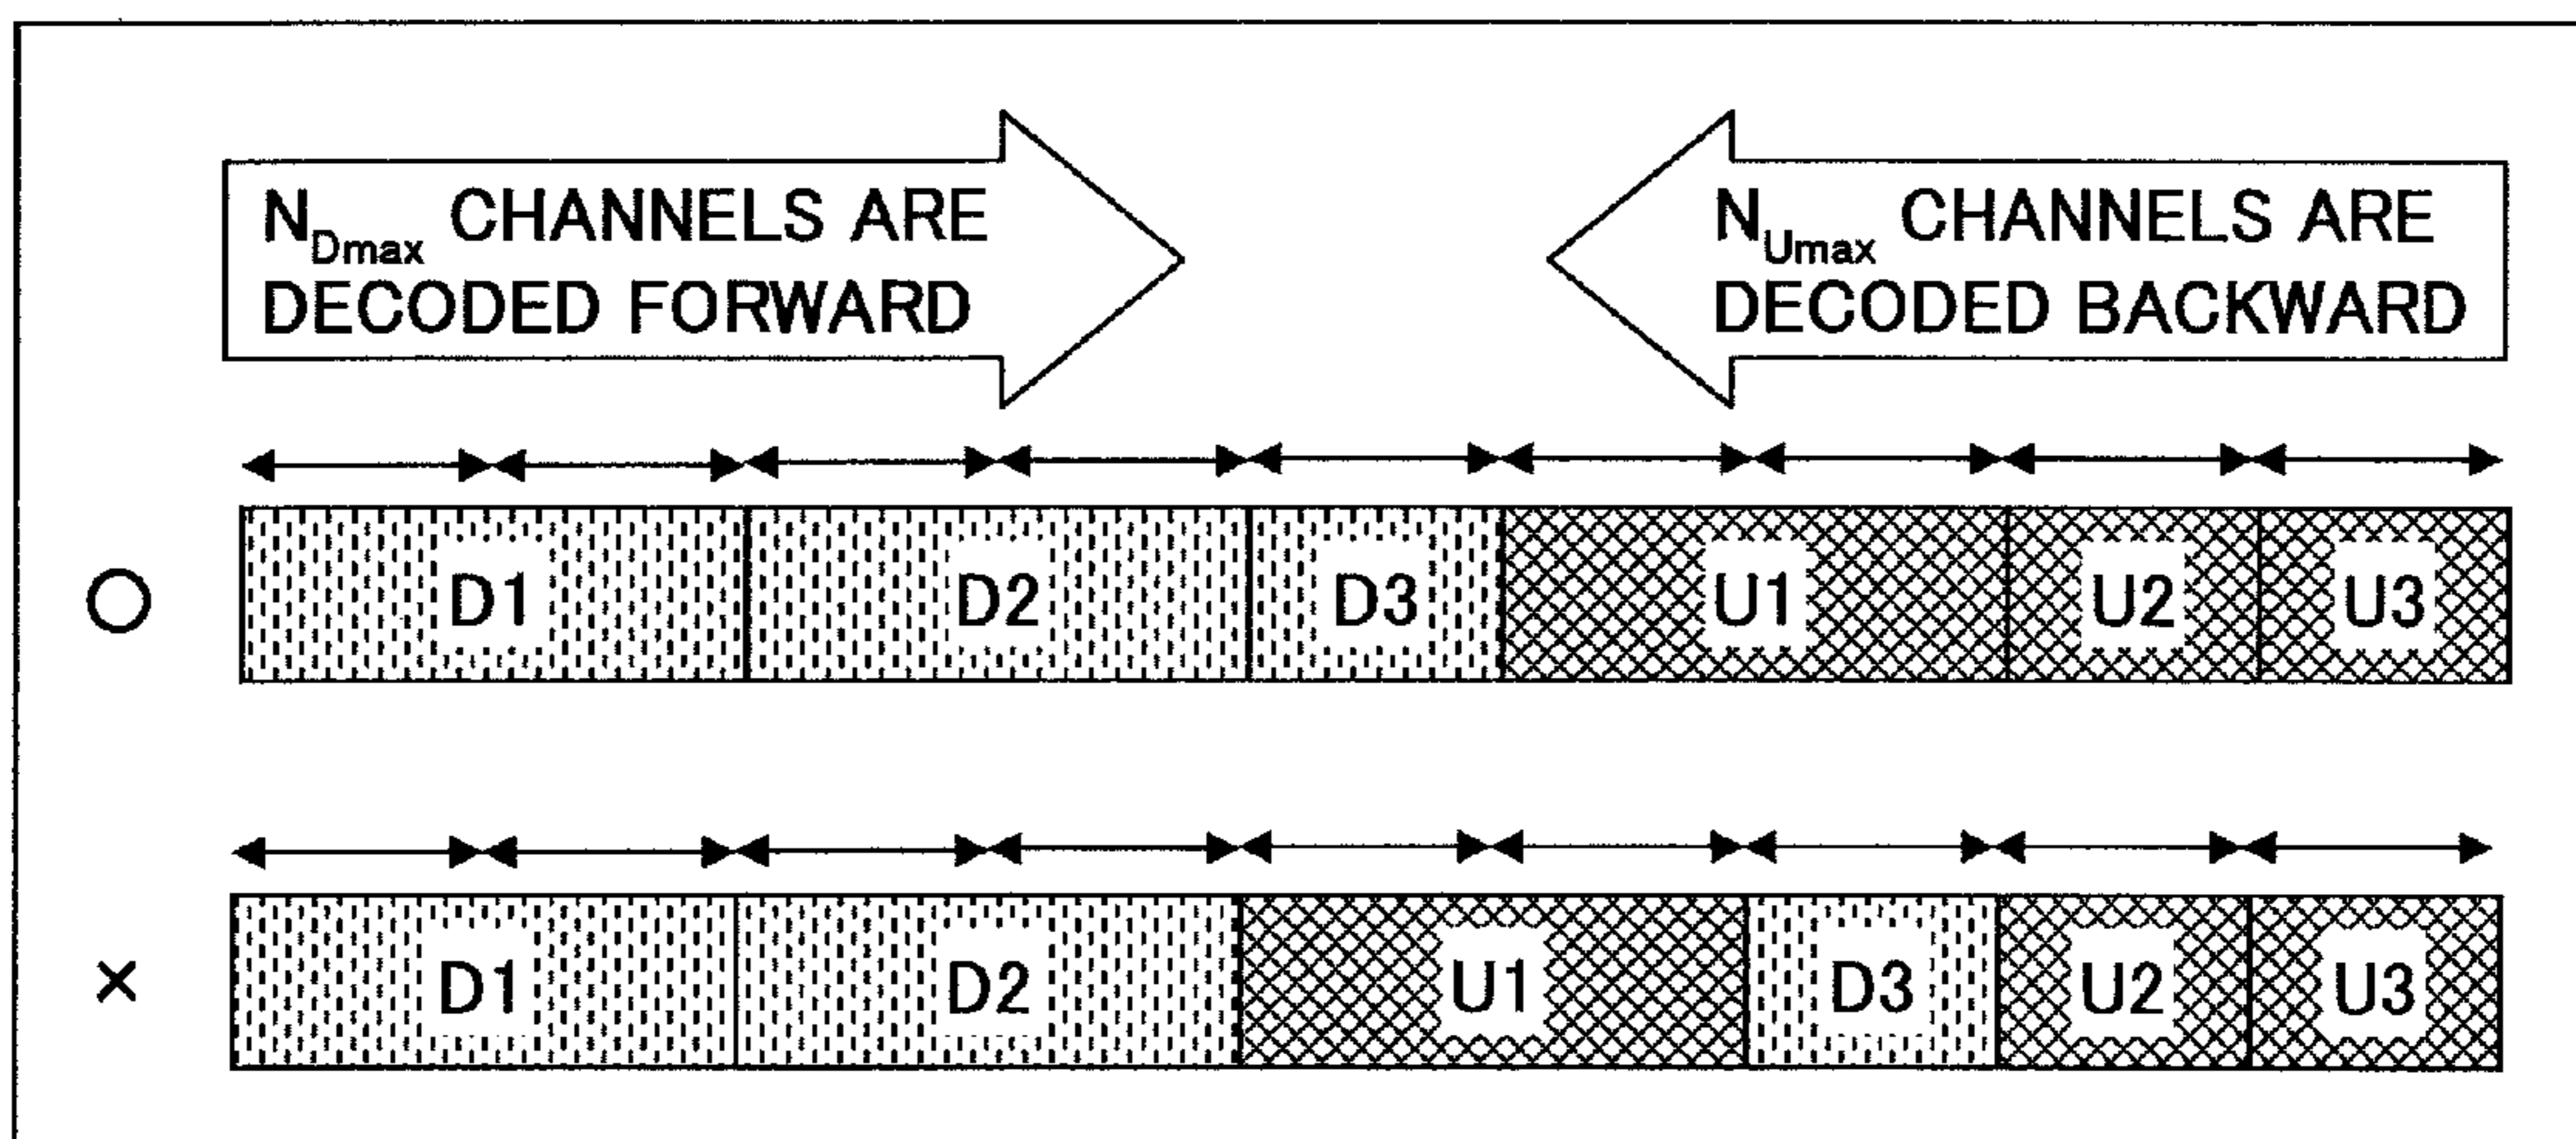 N_Dmax CHANNELS ARE
DECODED FORWARD
N_Umax CHANNELS ARE
DECODED BACKWARD
○ D1 D2 D3 U1 U2 U3
× D1 D2 U1 D3 U2 U3